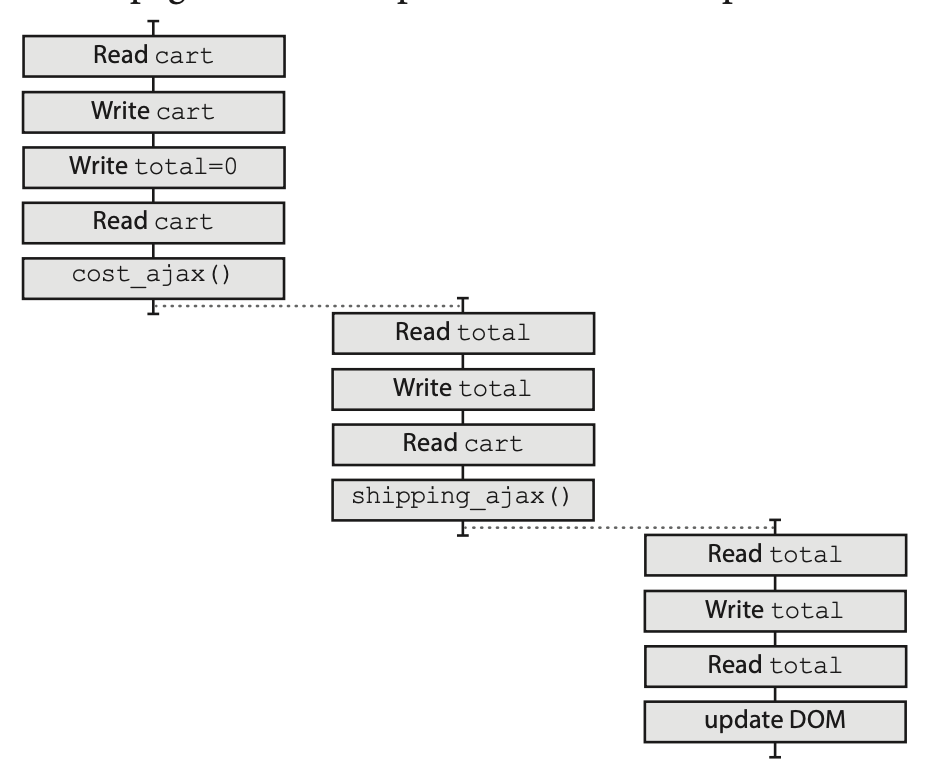 Read cart
Write cart
Write total=0
Read cart
cost_ajax()
Read total
Write total
Read cart
shipping_ajax()
Read total
Write total
Read total
update DOM